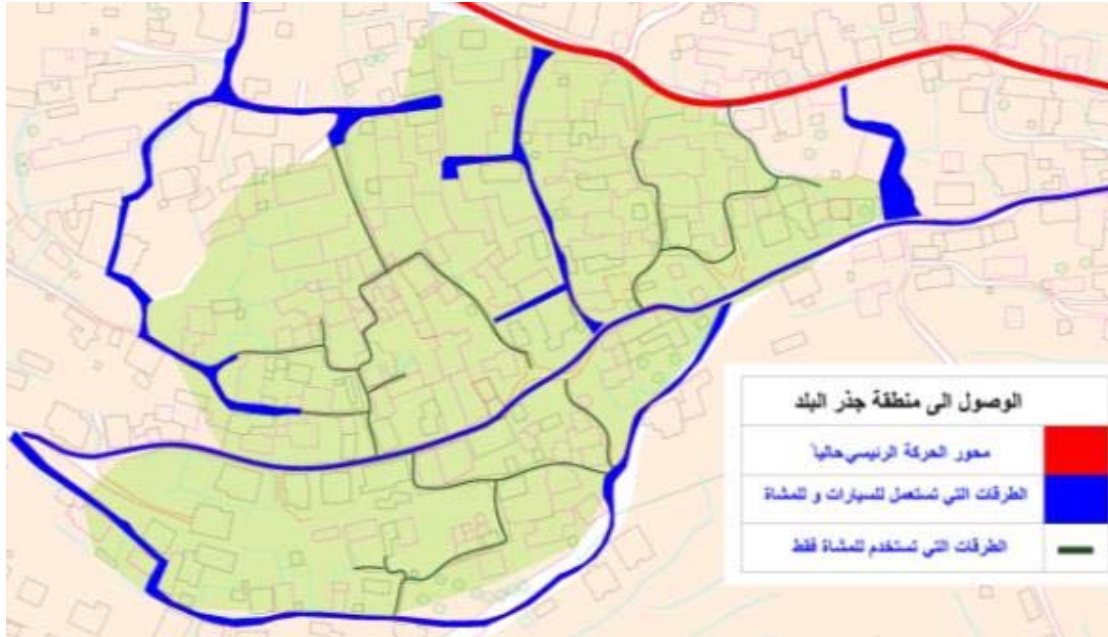 الوصول الى منطقة جذر البلد
محور الحركة الرئيسي حالياً
الطرقات التي تستعمل للسيارات و للمشاة
الطرقات التي تستخدم للمشاة فقط